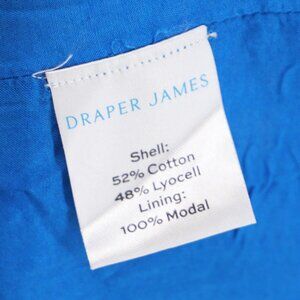 DRAPER JAMES
Shell:
52% Cotton
48% Lyocell
Lining:
100% Modal